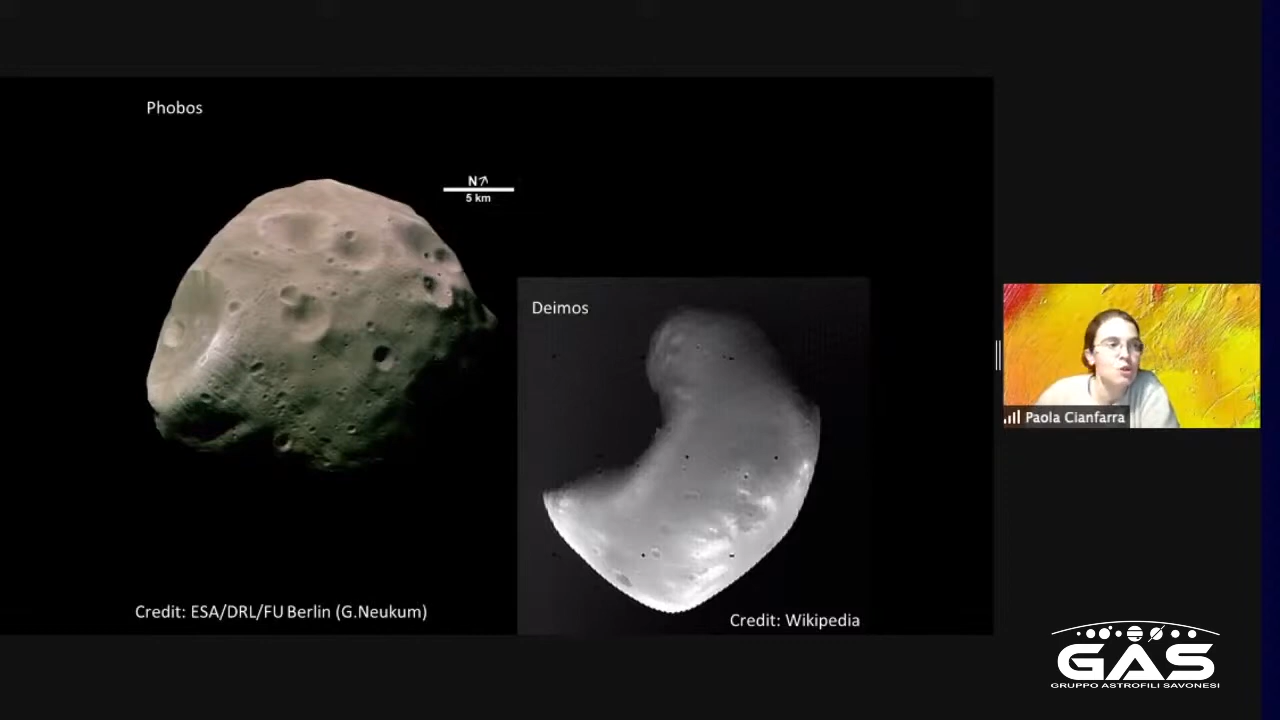 Phobos
N
5 km
Deimos
Paola Cianfarra
Credit: ESA/DRL/FU Berlin (G.Neukum)
Credit: Wikipedia
GAS
GRUPPO ASTROFILI SAVONESI